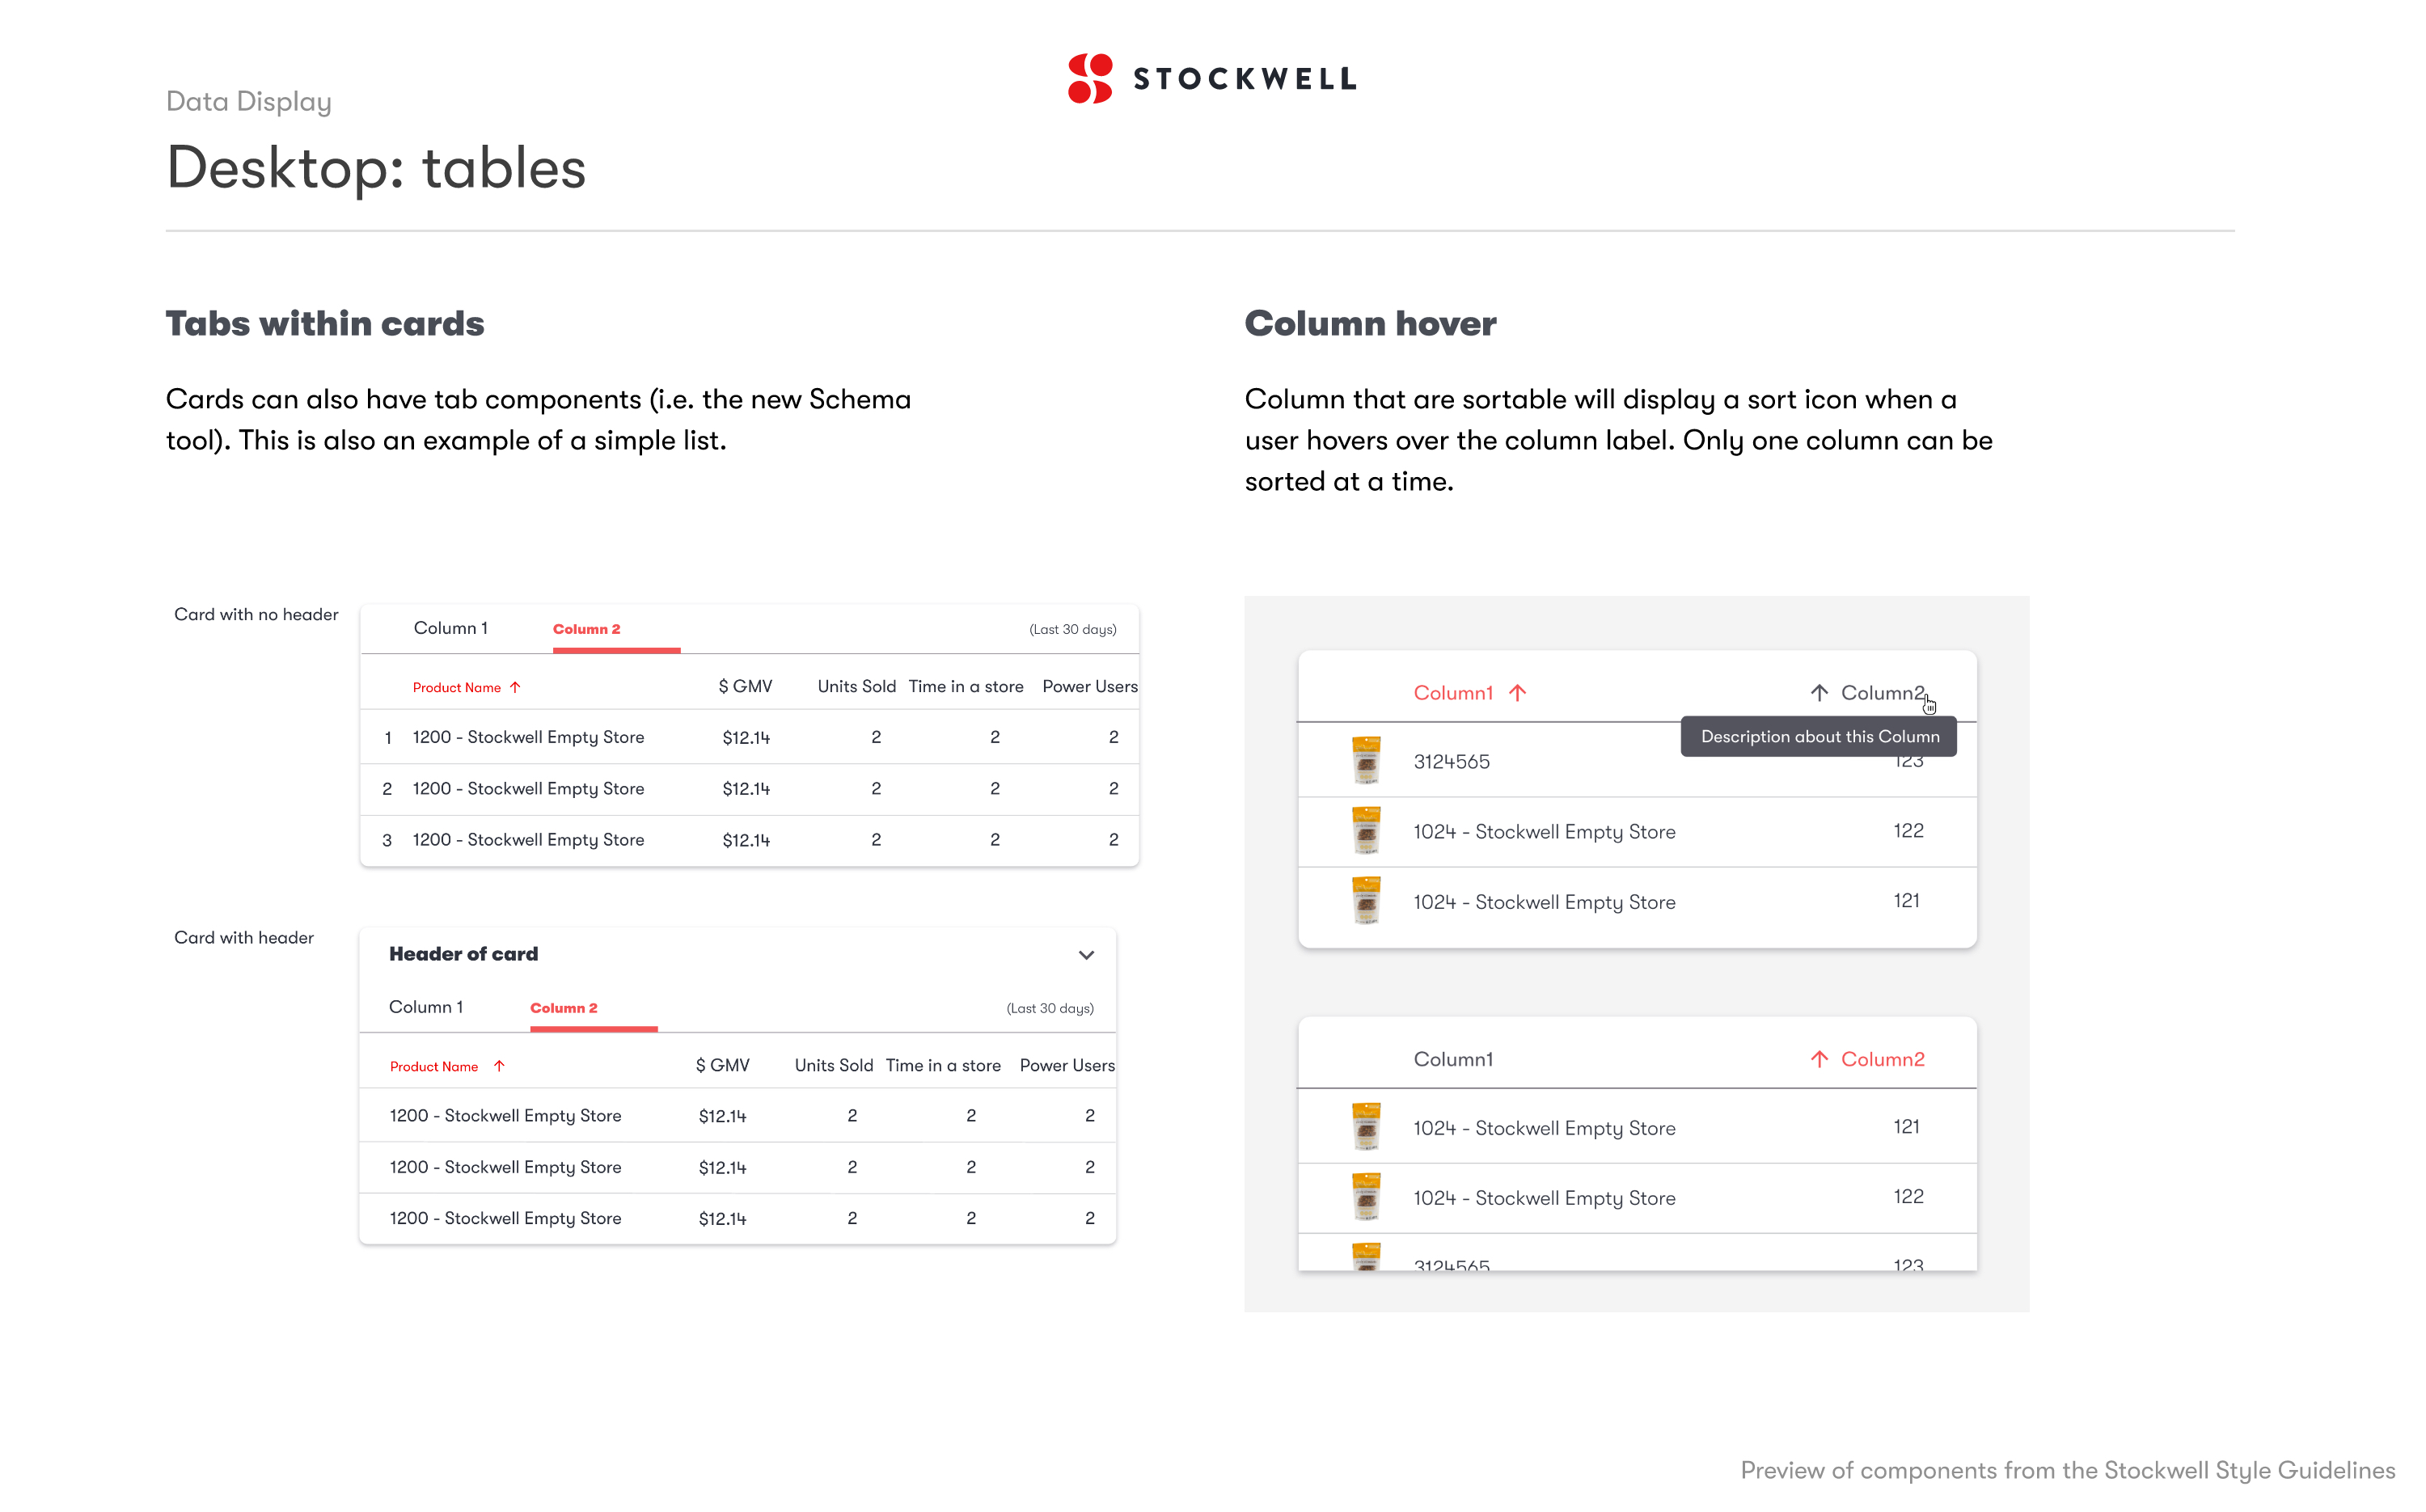 STOCKWELL
Data Display
Desktop: tables
Tabs within cards
Cards can also have tab components (i.e. the new Schema
tool). This is also an example of a simple list.
Card with no header
Column 1 Column 2 (Last 30 days)
Product Name ↑ $ GMV Units Sold Time in a store Power Users
1 1200 - Stockwell Empty Store $12.14 2 2 2
2 1200 - Stockwell Empty Store $12.14 2 2 2
3 1200 - Stockwell Empty Store $12.14 2 2 2
Card with header
Header of card
Column 1 Column 2 (Last 30 days)
Product Name ↑ $ GMV Units Sold Time in a store Power Users
1200 - Stockwell Empty Store $12.14 2 2 2
1200 - Stockwell Empty Store $12.14 2 2 2
1200 - Stockwell Empty Store $12.14 2 2 2
Column hover
Column that are sortable will display a sort icon when a
user hovers over the column label. Only one column can be
sorted at a time.
Column1 ↑ ↑ Column2
Description about this Column
3124565 123
1024 - Stockwell Empty Store 122
1024 - Stockwell Empty Store 121
Column1 ↑ Column2
1024 - Stockwell Empty Store 121
1024 - Stockwell Empty Store 122
3124565 123
Preview of components from the Stockwell Style Guidelines